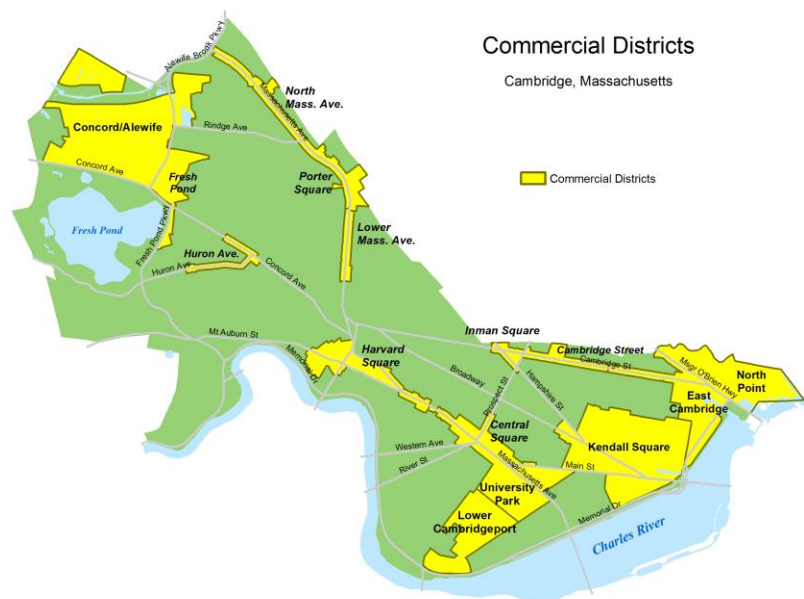 Commercial Districts
Cambridge, Massachusetts
Commercial Districts
Alewife Brook Pkwy
North
Mass. Ave.
Massachusetts Ave
Concord/Alewife
Rindge Ave
Concord Ave
Fresh
Pond
Porter
Square
Fresh Pond
Fresh Pond Pkwy
Lower
Mass. Ave.
Huron Ave.
Huron Ave
Concord Ave
Mt Auburn St
Memorial Dr
Harvard
Square
Inman Square
Cambridge Street
Cambridge St
Msgr O'Brien Hwy
North
Point
Broadway
Prospect St
Hampshire St
East
Cambridge
Central
Square
Kendall Square
Western Ave
River St
Massachusetts Ave
Main St
University
Park
Lower
Cambridgeport
Memorial Dr
Charles River